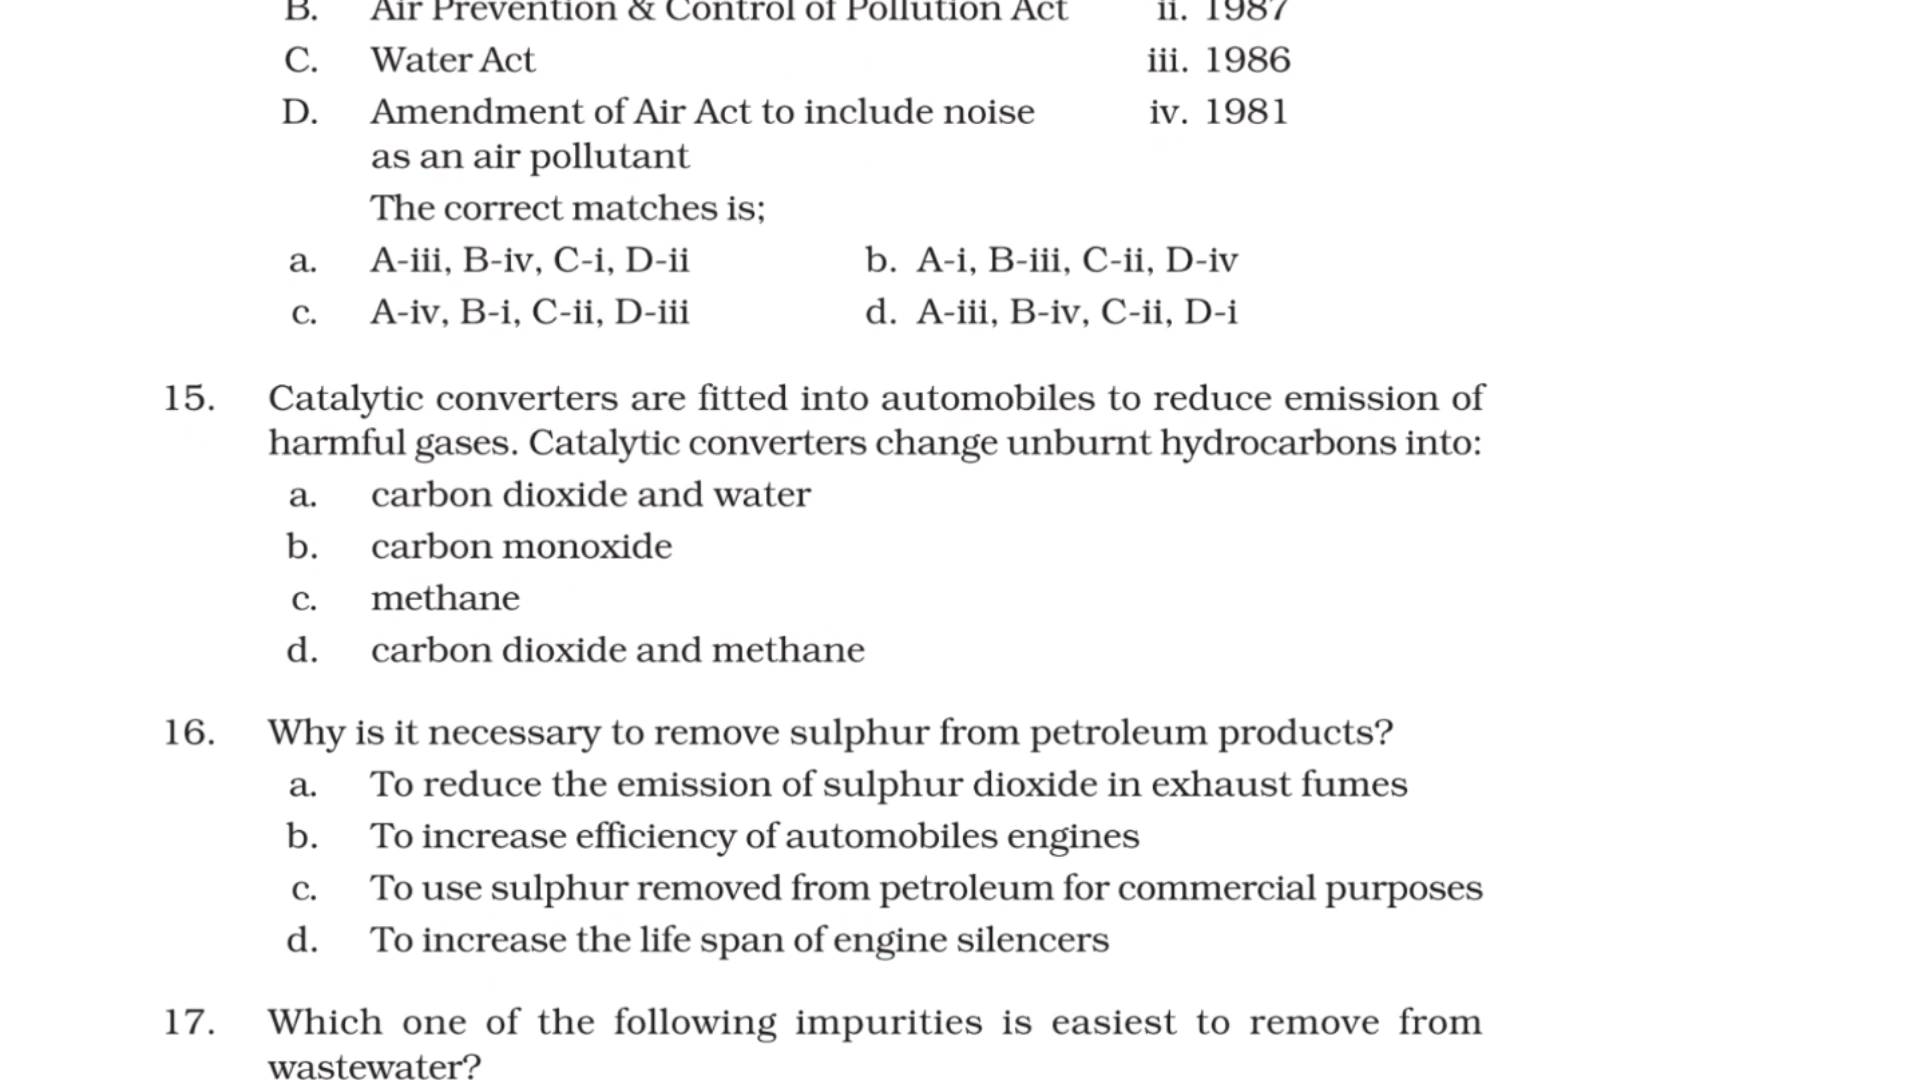 B. Air Prevention & Control of Pollution Act ii. 1987
C. Water Act iii. 1986
D. Amendment of Air Act to include noise iv. 1981
as an air pollutant
The correct matches is;
a. A-iii, B-iv, C-i, D-ii b. A-i, B-iii, C-ii, D-iv
c. A-iv, B-i, C-ii, D-iii d. A-iii, B-iv, C-ii, D-i
15. Catalytic converters are fitted into automobiles to reduce emission of
harmful gases. Catalytic converters change unburnt hydrocarbons into:
a. carbon dioxide and water
b. carbon monoxide
c. methane
d. carbon dioxide and methane
16. Why is it necessary to remove sulphur from petroleum products?
a. To reduce the emission of sulphur dioxide in exhaust fumes
b. To increase efficiency of automobiles engines
c. To use sulphur removed from petroleum for commercial purposes
d. To increase the life span of engine silencers
17. Which one of the following impurities is easiest to remove from
wastewater?